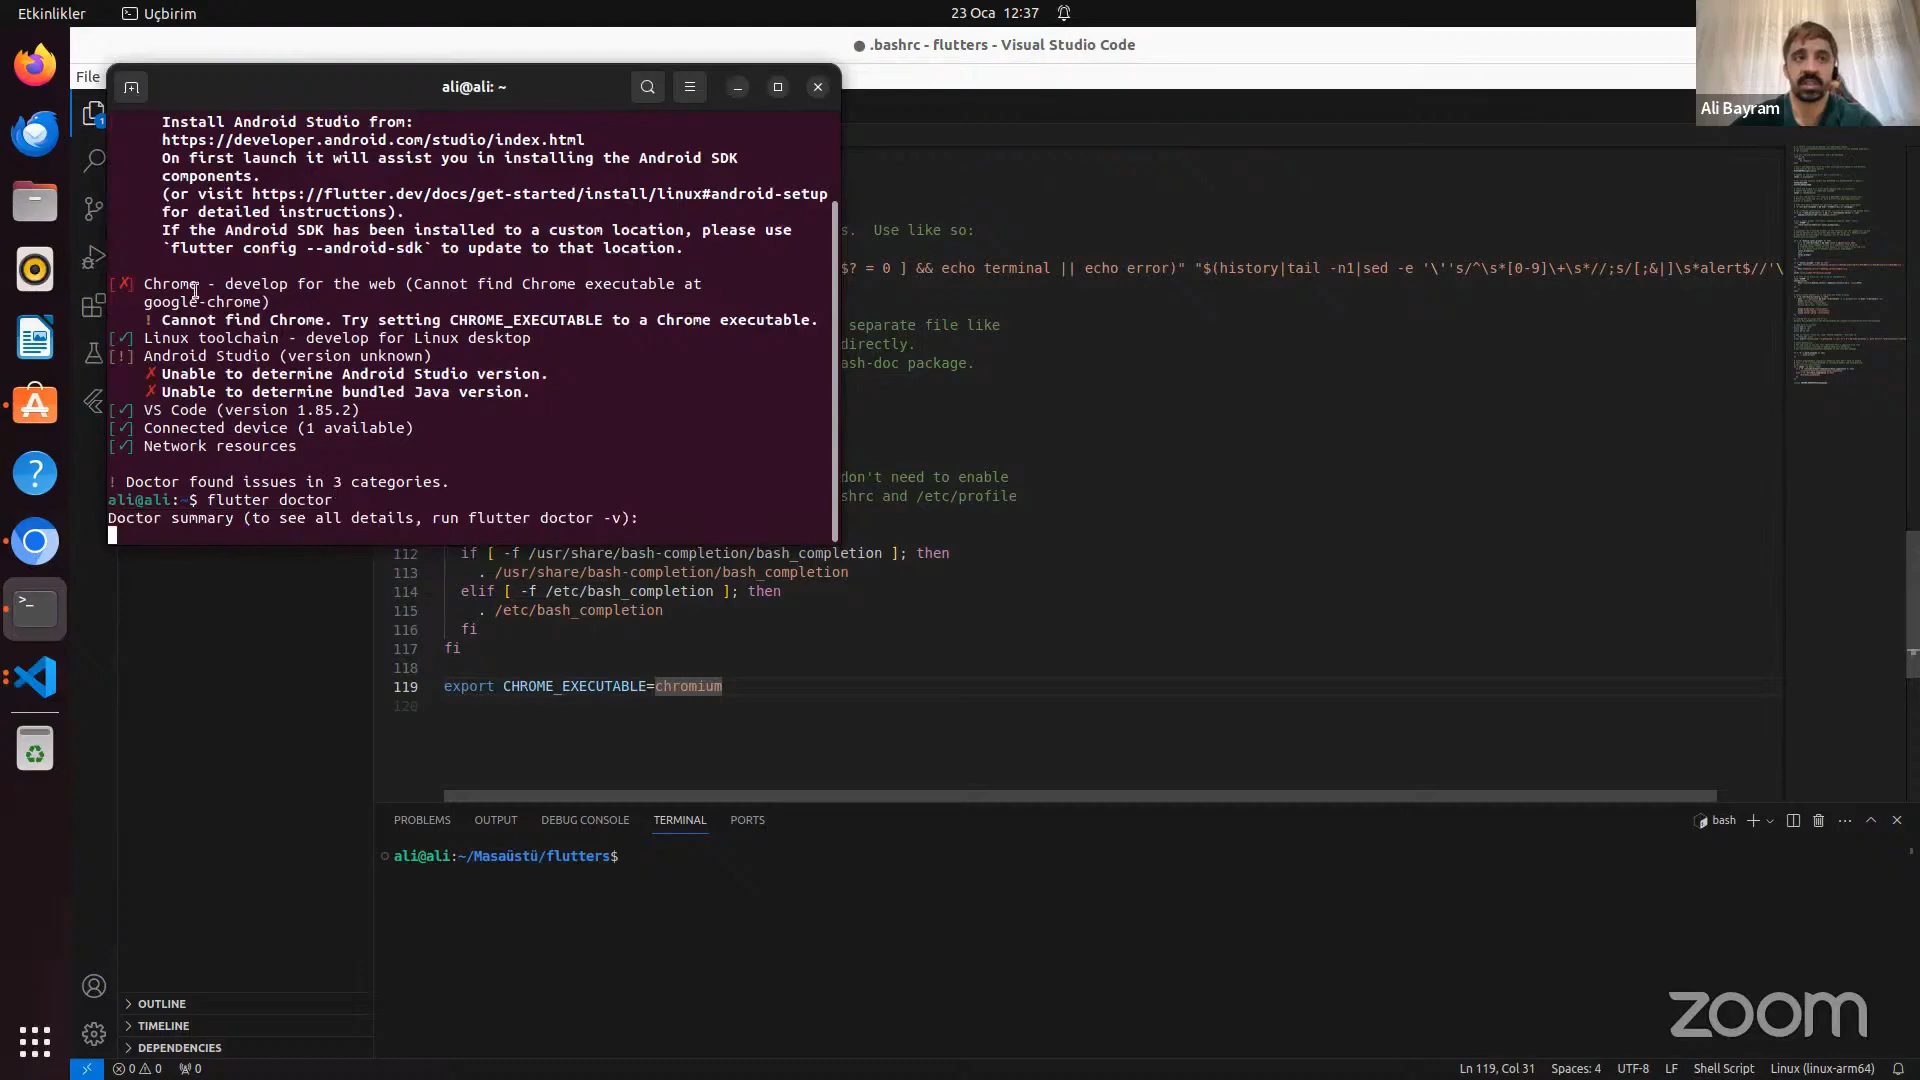 Etkinlikler
Uçbirim
23 Oca 12:37
.bashrc - flutters - Visual Studio Code
Ali Bayram
File
ali@ali: ~
Install Android Studio from:
https://developer.android.com/studio/index.html
On first launch it will assist you in installing the Android SDK
components.
(or visit https://flutter.dev/docs/get-started/install/linux#android-setup
for detailed instructions).
If the Android SDK has been installed to a custom location, please use
`flutter config --android-sdk` to update to that location.
[✗] Chrome - develop for the web (Cannot find Chrome executable at
google-chrome)
! Cannot find Chrome. Try setting CHROME_EXECUTABLE to a Chrome executable.
[✓] Linux toolchain - develop for Linux desktop
[!] Android Studio (version unknown)
✗ Unable to determine Android Studio version.
✗ Unable to determine bundled Java version.
[✓] VS Code (version 1.85.2)
[✓] Connected device (1 available)
[✓] Network resources
! Doctor found issues in 3 categories.
ali@ali:~$ flutter doctor
Doctor summary (to see all details, run flutter doctor -v):
s.  Use like so:
$? = 0 ] && echo terminal || echo error)" "$(history|tail -n1|sed -e '\''s/^\s*[0-9]\+\s*//;s/[;&|]\s*alert$//'\
separate file like
directly.
ash-doc package.
don't need to enable
shrc and /etc/profile
112 if [ -f /usr/share/bash-completion/bash_completion ]; then
113 . /usr/share/bash-completion/bash_completion
114 elif [ -f /etc/bash_completion ]; then
115 . /etc/bash_completion
116 fi
117 fi
118
119 export CHROME_EXECUTABLE=chromium
120
PROBLEMS OUTPUT DEBUG CONSOLE TERMINAL PORTS
bash
ali@ali:~/Masaüstü/flutters$
OUTLINE
TIMELINE
DEPENDENCIES
zoom
0 0 0
Ln 119, Col 31 Spaces: 4 UTF-8 LF Shell Script Linux (linux-arm64)